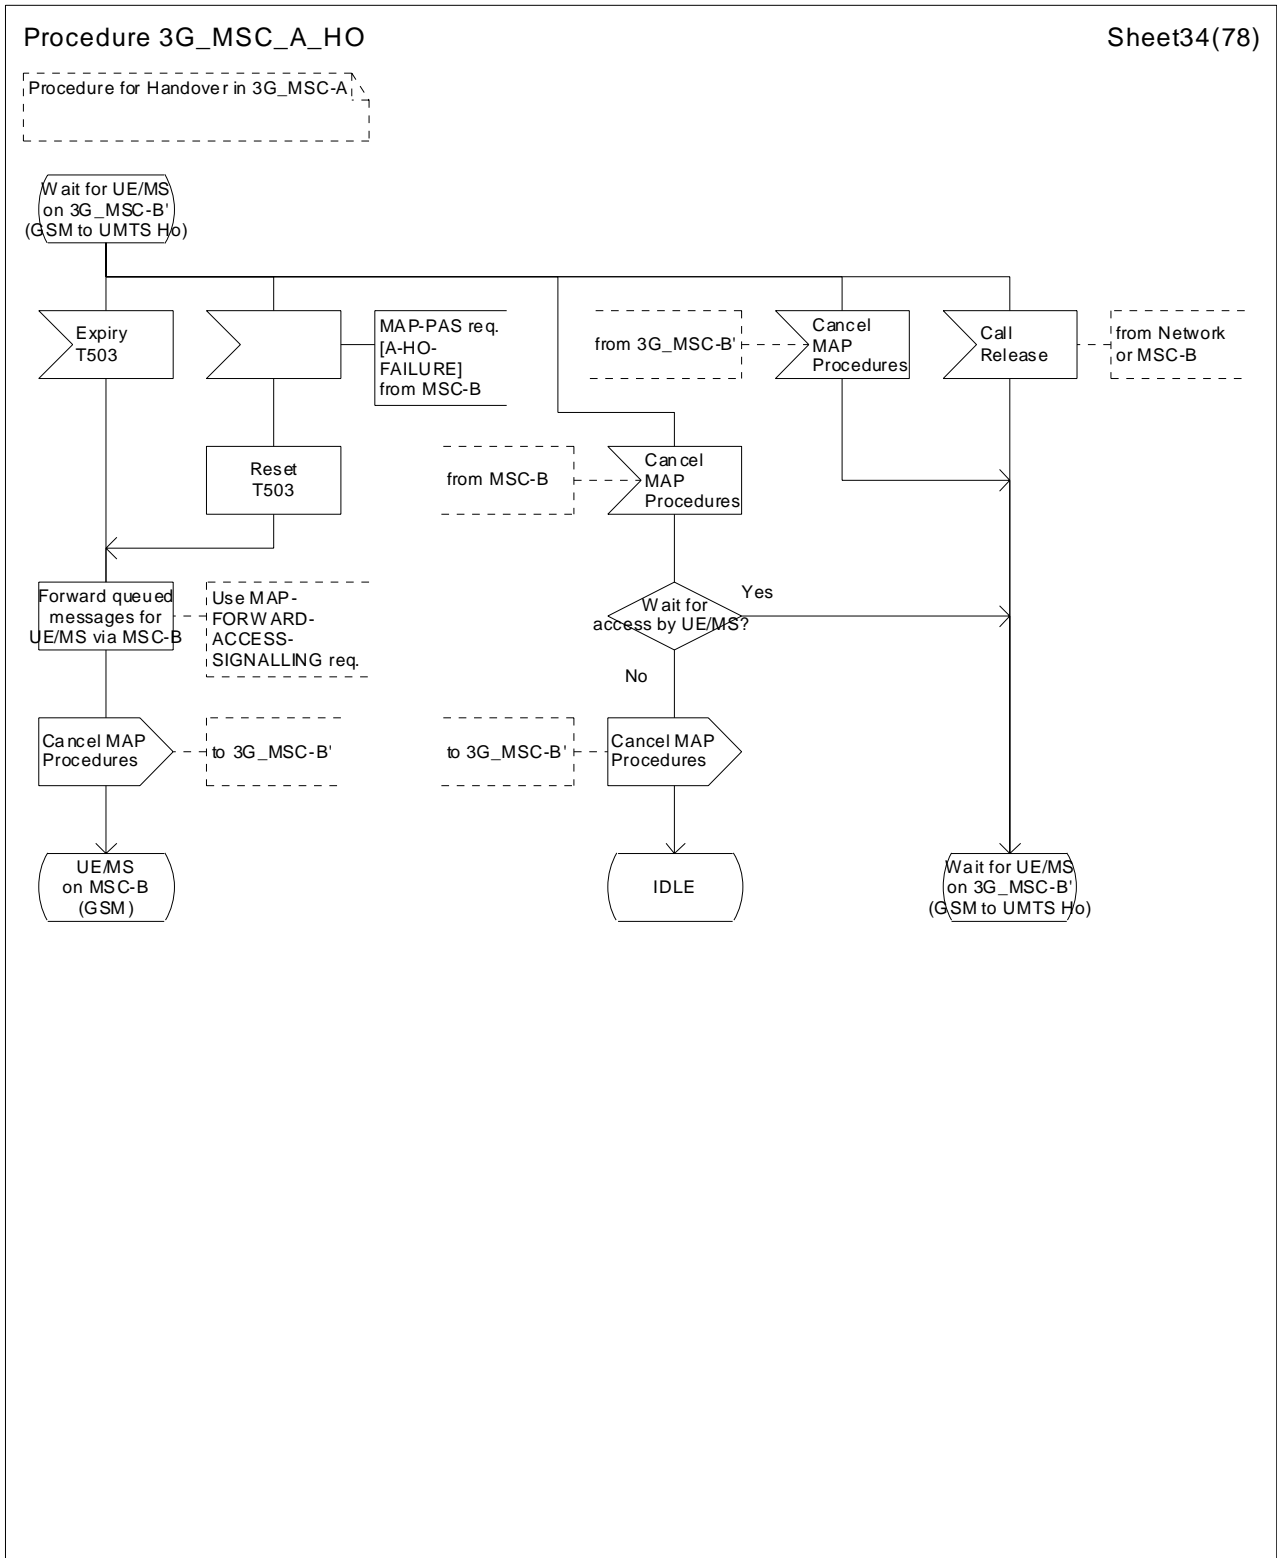 Procedure 3G_MSC_A_HO
Sheet34(78)
Procedure for Handover in 3G_MSC-A
Wait for UE/MS
on 3G_MSC-B'
(GSM to UMTS Ho)
Expiry
T503
MAP-PAS req.
[A-HO-
FAILURE]
from MSC-B
from 3G_MSC-B'
Cancel
MAP
Procedures
Call
Release
from Network
or MSC-B
Reset
T503
from MSC-B
Cancel
MAP
Procedures
Forward queued
messages for
UE/MS via MSC-B
Use MAP-
FORWARD-
ACCESS-
SIGNALLING req.
Wait for
access by UE/MS?
Yes
No
Cancel MAP
Procedures
to 3G_MSC-B'
to 3G_MSC-B'
Cancel MAP
Procedures
UE/MS
on MSC-B
(GSM)
IDLE
Wait for UE/MS
on 3G_MSC-B'
(GSM to UMTS Ho)